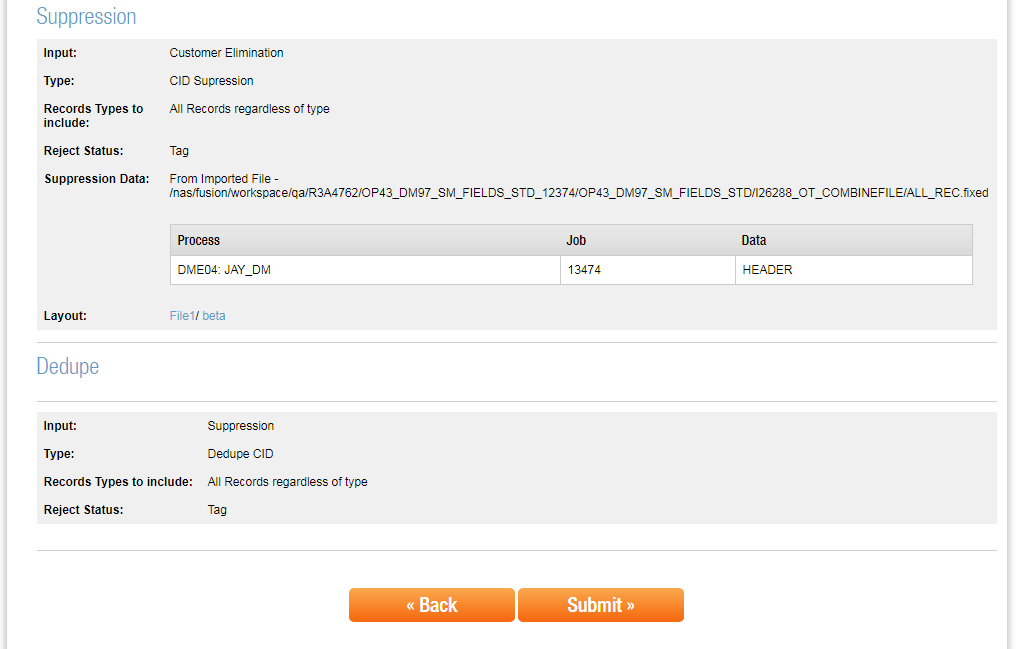 Suppression
Input: Customer Elimination
Type: CID Supression
Records Types to include: All Records regardless of type
Reject Status: Tag
Suppression Data: From Imported File -
/nas/fusion/workspace/qa/R3A4762/OP43_DM97_SM_FIELDS_STD_12374/OP43_DM97_SM_FIELDS_STD/I26288_OT_COMBINEFILE/ALL_REC.fixed
Process Job Data
DME04: JAY_DM 13474 HEADER
Layout: File1/ beta
Dedupe
Input: Suppression
Type: Dedupe CID
Records Types to include: All Records regardless of type
Reject Status: Tag
« Back Submit »